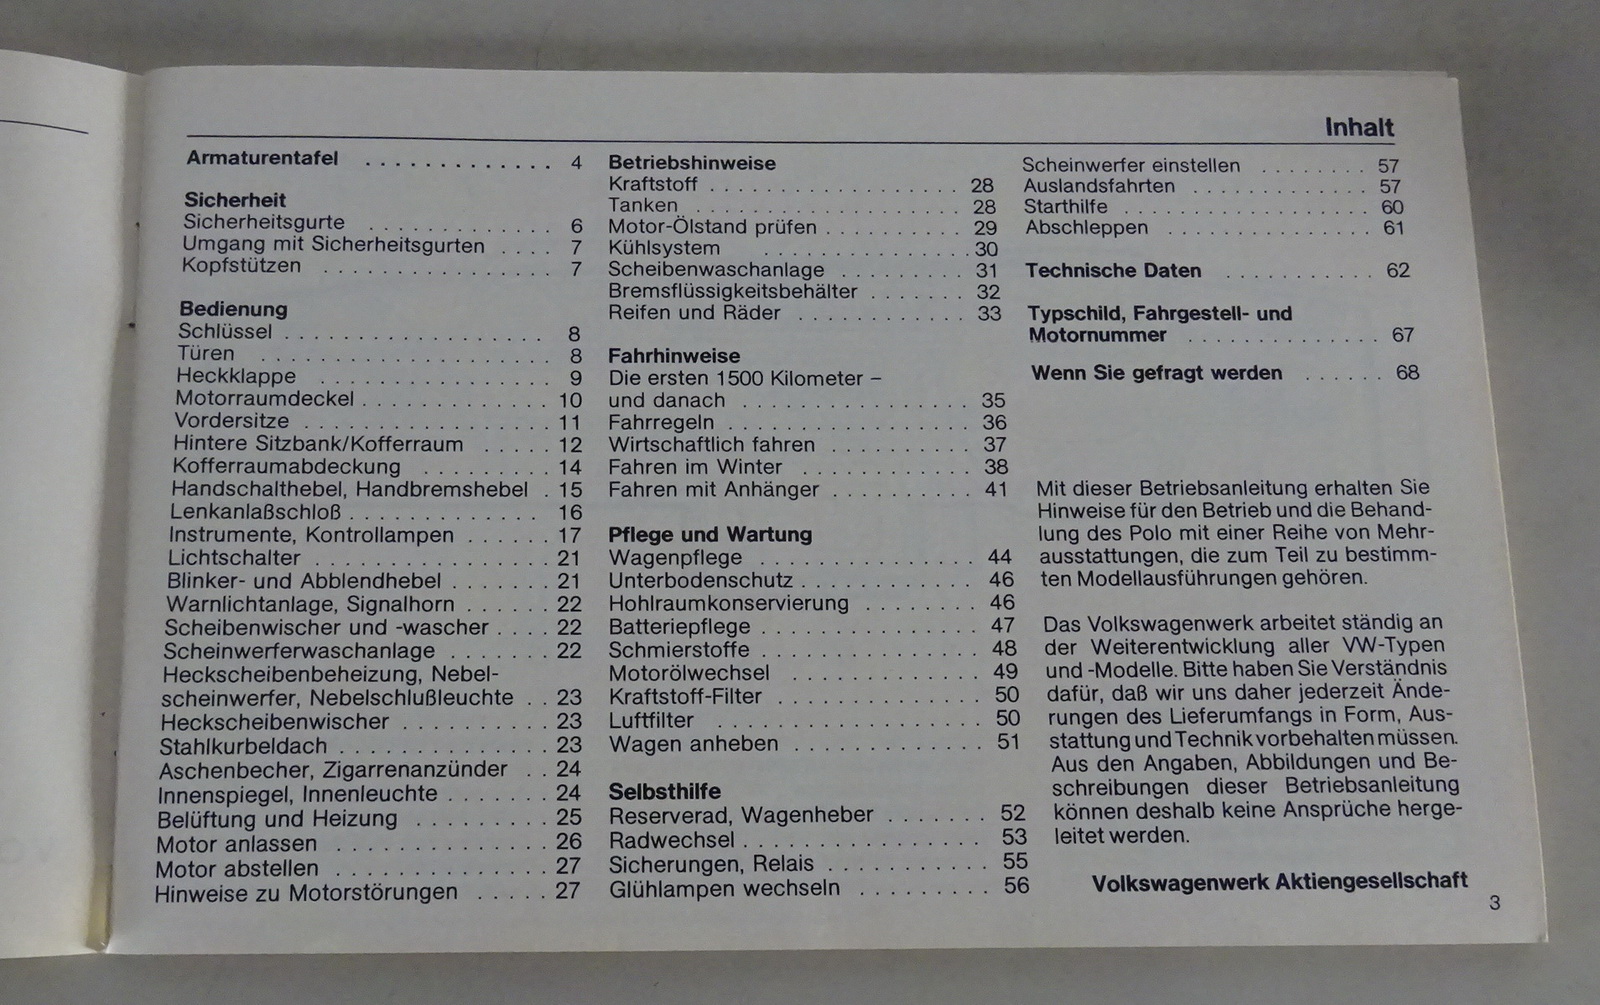 Inhalt
Armaturentafel . . . . . . . . . . . . . 4
Sicherheit
Sicherheitsgurte . . . . . . . . . . . . . 6
Umgang mit Sicherheitsgurten . . . . 7
Kopfstützen . . . . . . . . . . . . . . . . 7
Bedienung
Schlüssel . . . . . . . . . . . . . . . . . . 8
Türen . . . . . . . . . . . . . . . . . . . . 8
Heckklappe . . . . . . . . . . . . . . . . 9
Motorraumdeckel . . . . . . . . . . . . . 10
Vordersitze . . . . . . . . . . . . . . . . . 11
Hintere Sitzbank/Kofferraum . . . . . 12
Kofferraumabdeckung . . . . . . . . . 14
Handschalthebel, Handbremshebel . 15
Lenkanlaßschloß . . . . . . . . . . . . . 16
Instrumente, Kontrollampen . . . . . . 17
Lichtschalter . . . . . . . . . . . . . . . . 21
Blinker- und Abblendhebel . . . . . . . 21
Warnlichtanlage, Signalhorn . . . . . . 22
Scheibenwischer und -wascher . . . . 22
Scheinwerferwaschanlage . . . . . . . 22
Heckscheibenbeheizung, Nebel-
scheinwerfer, Nebelschlußleuchte . . 23
Heckscheibenwischer . . . . . . . . . . 23
Stahlkurbeldach . . . . . . . . . . . . . . 23
Aschenbecher, Zigarrenanzünder . . 24
Innenspiegel, Innenleuchte . . . . . . . 24
Belüftung und Heizung . . . . . . . . . 25
Motor anlassen . . . . . . . . . . . . . . 26
Motor abstellen . . . . . . . . . . . . . . 27
Hinweise zu Motorstörungen . . . . . 27
Betriebshinweise
Kraftstoff . . . . . . . . . . . . . . . . . . 28
Tanken . . . . . . . . . . . . . . . . . . . 28
Motor-Ölstand prüfen . . . . . . . . . . 29
Kühlsystem . . . . . . . . . . . . . . . 30
Scheibenwaschanlage . . . . . . . . . 31
Bremsflüssigkeitsbehälter . . . . . . . 32
Reifen und Räder . . . . . . . . . . . . 33
Fahrhinweise
Die ersten 1500 Kilometer –
und danach . . . . . . . . . . . . . . . . 35
Fahrregeln . . . . . . . . . . . . . . . . . 36
Wirtschaftlich fahren . . . . . . . . . . 37
Fahren im Winter . . . . . . . . . . . . 38
Fahren mit Anhänger . . . . . . . . . . 41
Pflege und Wartung
Wagenpflege . . . . . . . . . . . . . . . 44
Unterbodenschutz . . . . . . . . . . . . . 46
Hohlraumkonservierung . . . . . . . . 46
Batteriepflege . . . . . . . . . . . . . . . 47
Schmierstoffe . . . . . . . . . . . . . . . 48
Motorölwechsel . . . . . . . . . . . . . 49
Kraftstoff-Filter . . . . . . . . . . . . . . 50
Luftfilter . . . . . . . . . . . . . . . . . . 50
Wagen anheben . . . . . . . . . . . . . 51
Selbsthilfe
Reserverad, Wagenheber . . . . . . . 52
Radwechsel . . . . . . . . . . . . . . . . 53
Sicherungen, Relais . . . . . . . . . . . 55
Glühlampen wechseln . . . . . . . . . 56
Scheinwerfer einstellen . . . . . . . . 57
Auslandsfahrten . . . . . . . . . . . . . 57
Starthilfe . . . . . . . . . . . . . . . . . . 60
Abschleppen . . . . . . . . . . . . . . . 61
Technische Daten . . . . . . . . . . . 62
Typschild, Fahrgestell- und
Motornummer . . . . . . . . . . . . . . 67
Wenn Sie gefragt werden . . . . . . 68
Mit dieser Betriebsanleitung erhalten Sie
Hinweise für den Betrieb und die Behand-
lung des Polo mit einer Reihe von Mehr-
ausstattungen, die zum Teil zu bestimm-
ten Modellausführungen gehören.
Das Volkswagenwerk arbeitet ständig an
der Weiterentwicklung aller VW-Typen
und -Modelle. Bitte haben Sie Verständnis
dafür, daß wir uns daher jederzeit Ände-
rungen des Lieferumfangs in Form, Aus-
stattung und Technik vorbehalten müssen.
Aus den Angaben, Abbildungen und Be-
schreibungen dieser Betriebsanleitung
können deshalb keine Ansprüche herge-
leitet werden.
Volkswagenwerk Aktiengesellschaft
3